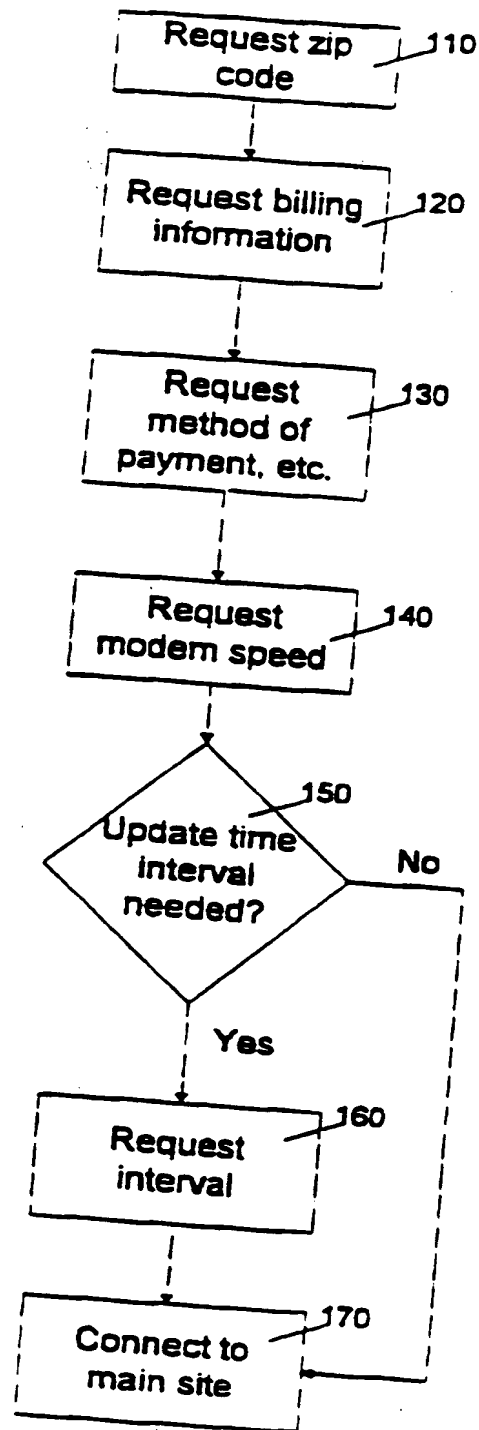 Request zip
code
110
Request billing
information
120
Request
method of
payment, etc.
130
Request
modem speed
140
150
Update time
interval
needed?
No
Yes
160
Request
interval
170
Connect to
main site